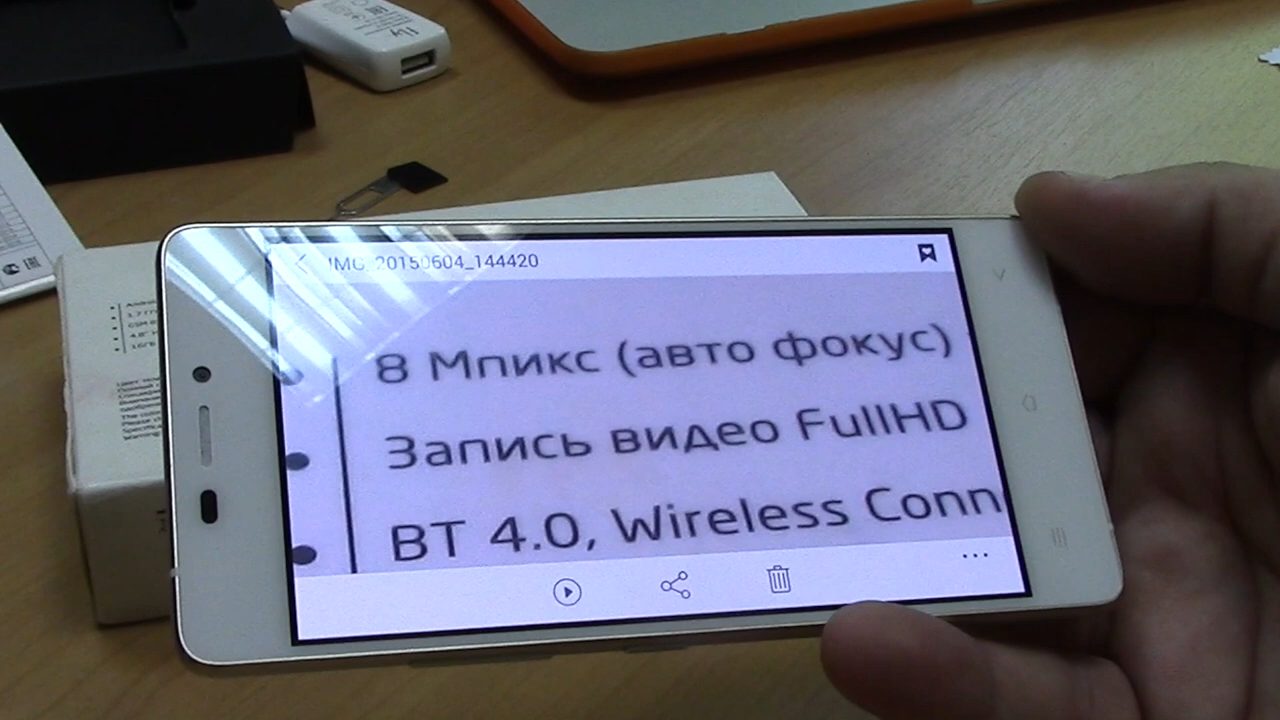 IMG_20150604_144420
8 Мпикс (авто фокус)
Запись видео FullHD
BT 4.0, Wireless Conn